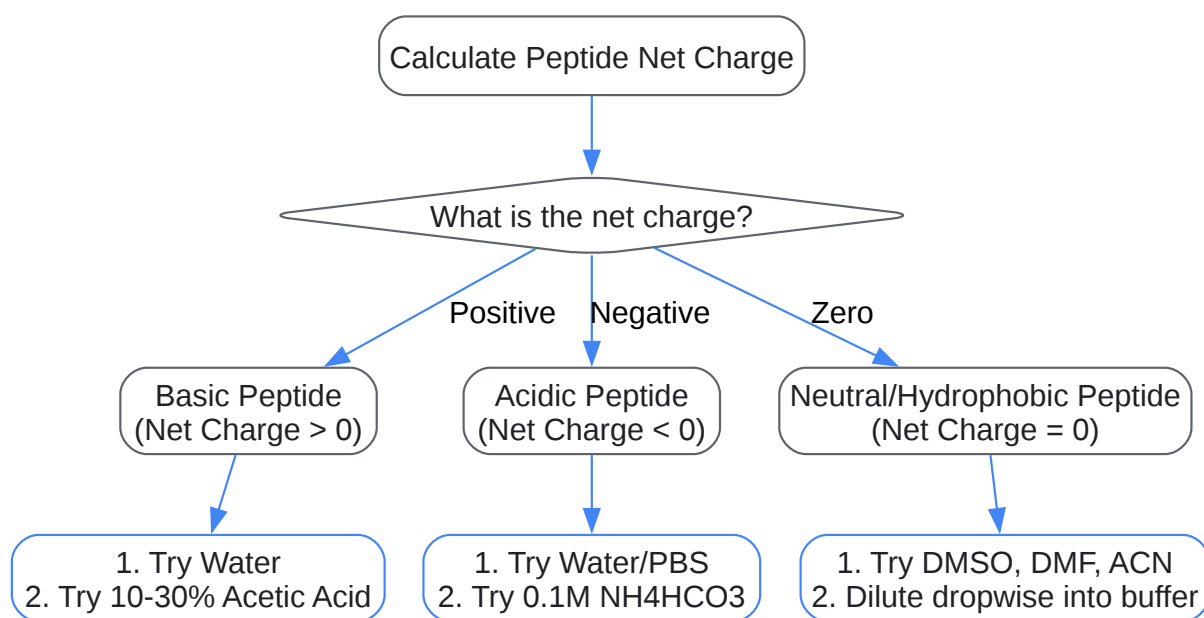 Calculate Peptide Net Charge
What is the net charge?
Positive
Negative
Zero
Basic Peptide
(Net Charge > 0)
Acidic Peptide
(Net Charge < 0)
Neutral/Hydrophobic Peptide
(Net Charge = 0)
1. Try Water
2. Try 10-30% Acetic Acid
1. Try Water/PBS
2. Try 0.1M NH4HCO3
1. Try DMSO, DMF, ACN
2. Dilute dropwise into buffer